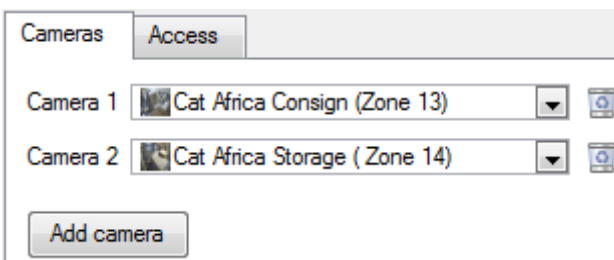 Cameras Access
Camera 1 Cat Africa Consign (Zone 13)
Camera 2 Cat Africa Storage ( Zone 14)
Add camera